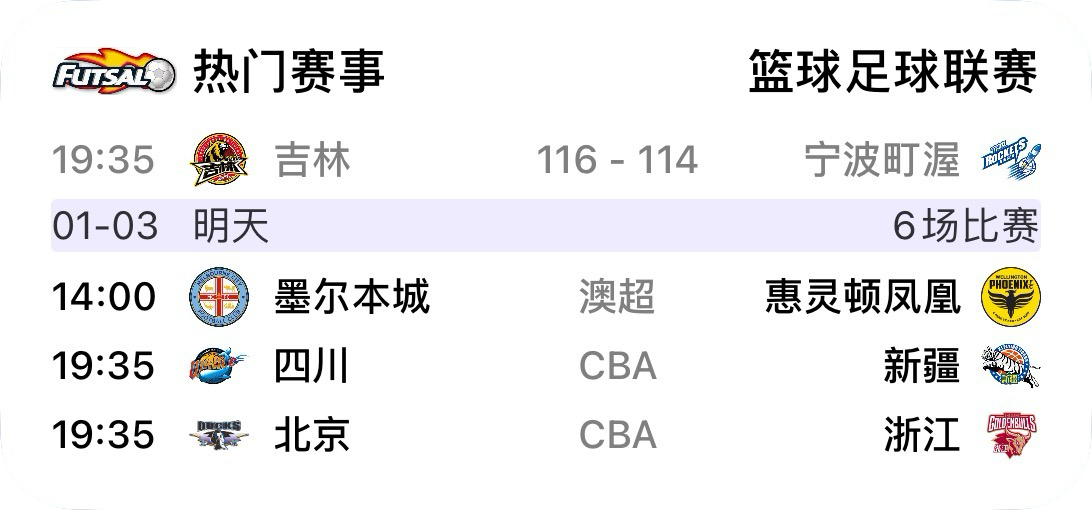 FUTSAL 热门赛事 篮球足球联赛
19:35 吉林 116 - 114 宁波町渥
01-03 明天 6场比赛
14:00 墨尔本城 澳超 惠灵顿凤凰
19:35 四川 CBA 新疆
19:35 北京 CBA 浙江